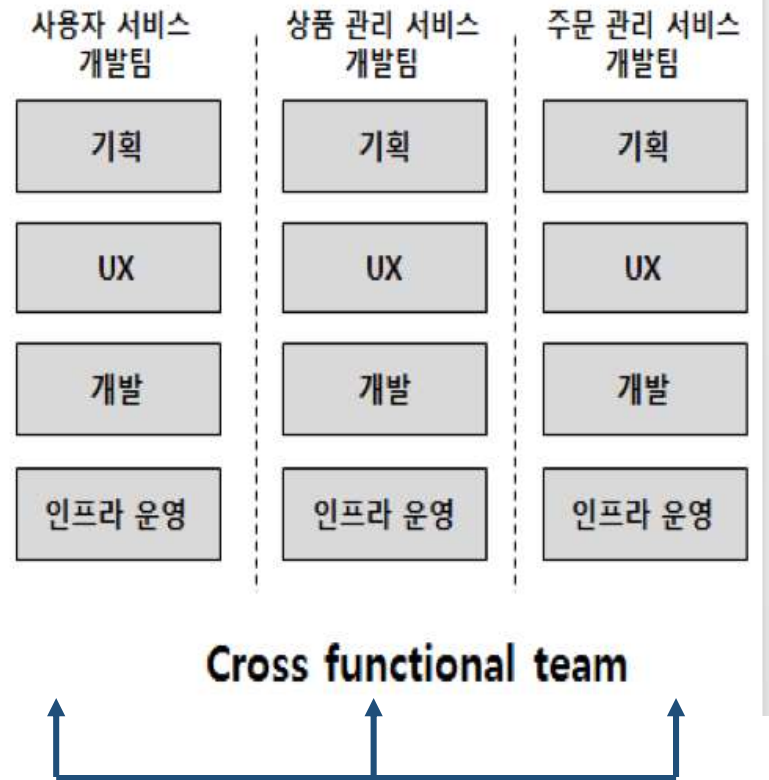 사용자 서비스
개발팀
상품 관리 서비스
개발팀
주문 관리 서비스
개발팀
기획
기획
기획
UX
UX
UX
개발
개발
개발
인프라 운영
인프라 운영
인프라 운영
Cross functional team